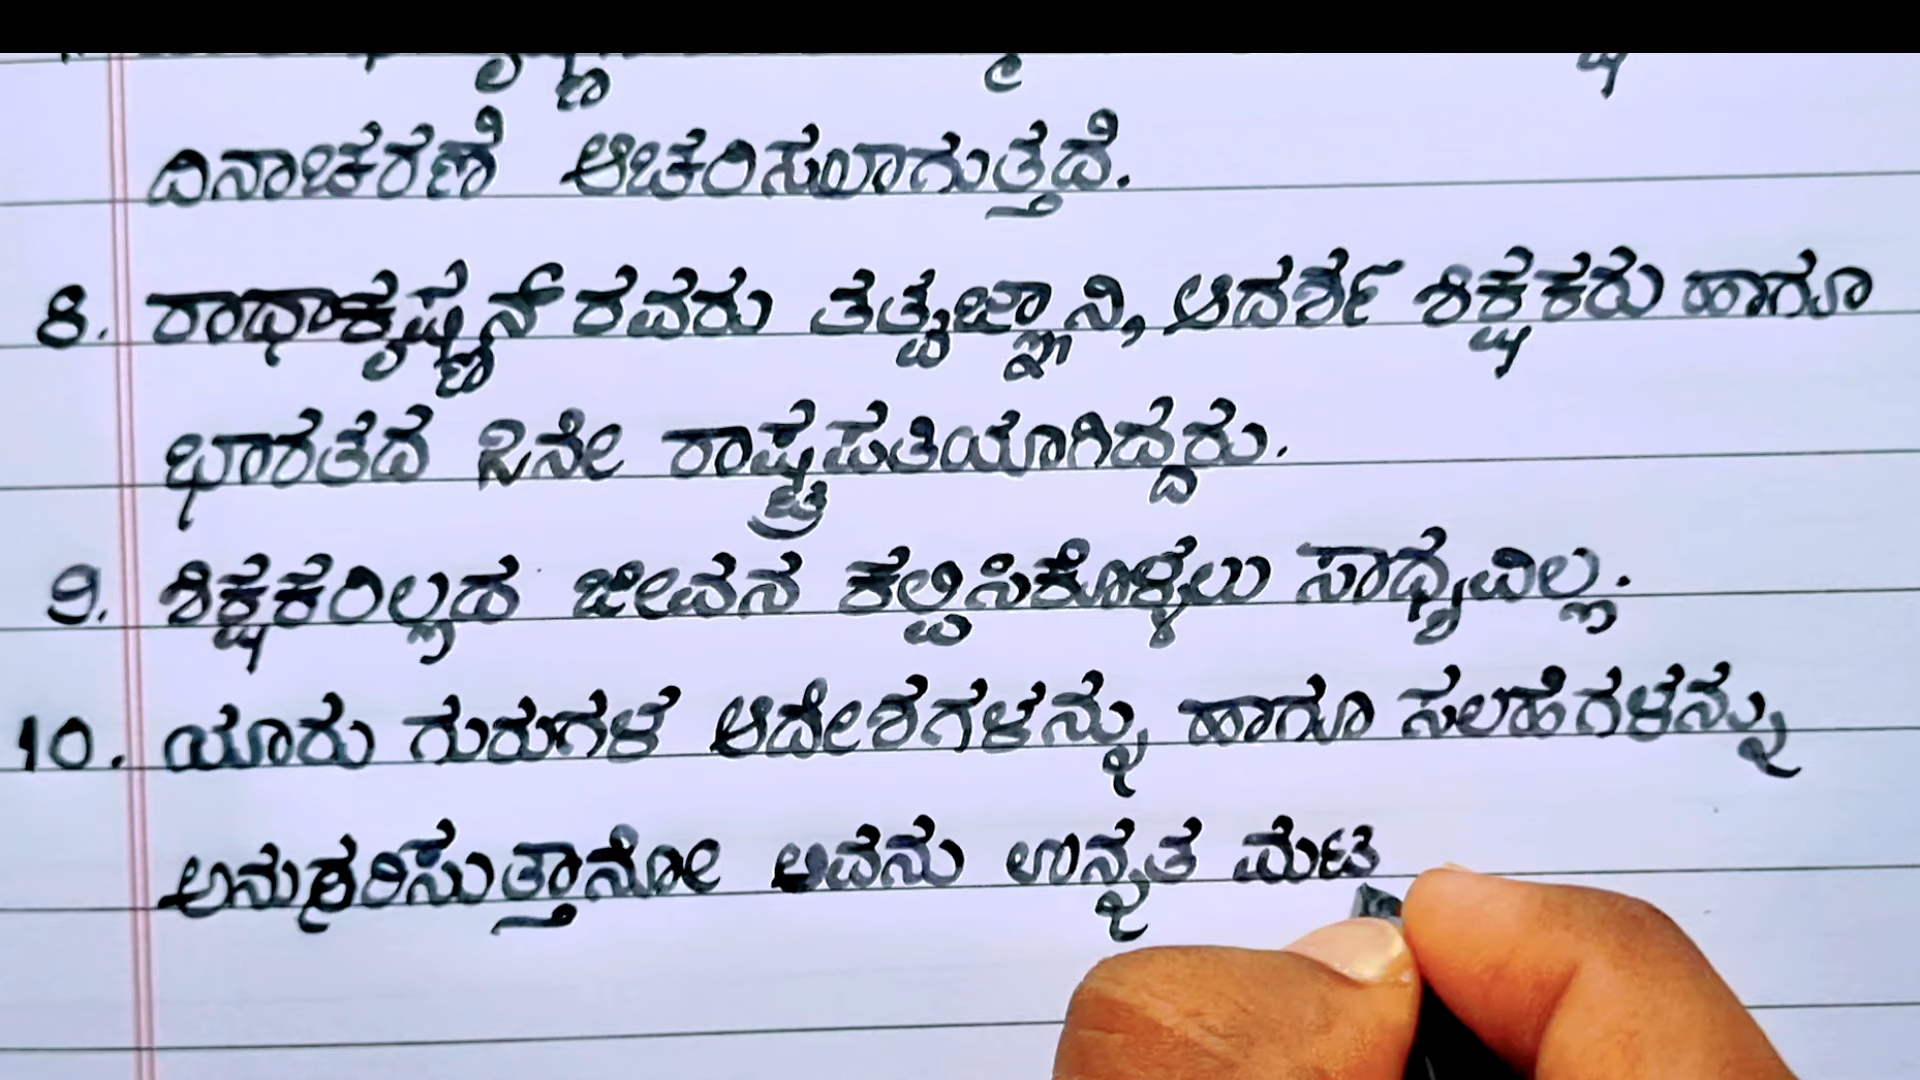 ದಿನಾಚರಣೆ ಆಚರಿಸಲಾಗುತ್ತದೆ.
8. ರಾಧಾಕೃಷ್ಣನ್ ರವರು ತತ್ವಜ್ಞಾನಿ, ಆದರ್ಶ ಶಿಕ್ಷಕರು ಹಾಗೂ
ಭಾರತದ ೨ನೇ ರಾಷ್ಟ್ರಪತಿಯಾಗಿದ್ದರು.
9. ಶಿಕ್ಷಕರಿಲ್ಲದ ಜೀವನ ಕಲ್ಪಿಸಿಕೊಳ್ಳಲು ಸಾಧ್ಯವಿಲ್ಲ.
10. ಯಾರು ಗುರುಗಳ ಆದೇಶಗಳನ್ನು ಹಾಗೂ ಸಲಹೆಗಳನ್ನು
ಅನುಸರಿಸುತ್ತಾನೋ ಅವನು ಉನ್ನತ ಮಟ